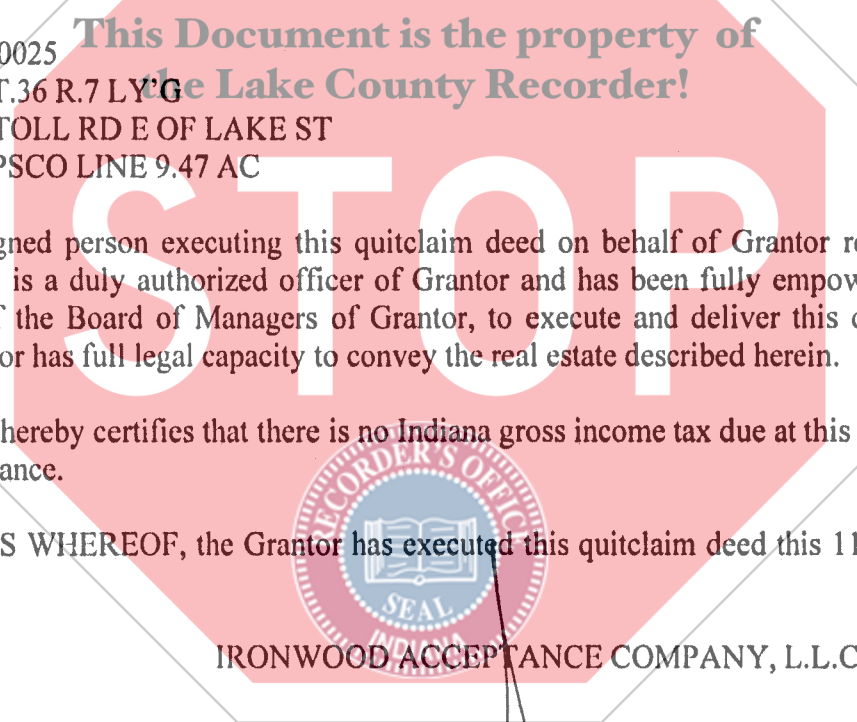 This Document is the property of
the Lake County Recorder!
0025
T.36 R.7 LY'G
TOLL RD E OF LAKE ST
PSCO LINE 9.47 AC
STOP
gned person executing this quitclaim deed on behalf of Grantor re
is a duly authorized officer of Grantor and has been fully empow
f the Board of Managers of Grantor, to execute and deliver this
or has full legal capacity to convey the real estate described herein.
hereby certifies that there is no Indiana gross income tax due at this
ance.
S WHEREOF, the Grantor has executed this quitclaim deed this 11
RECORDER'S OFFICE
SEAL
INDIANA
IRONWOOD ACCEPTANCE COMPANY, L.L.C